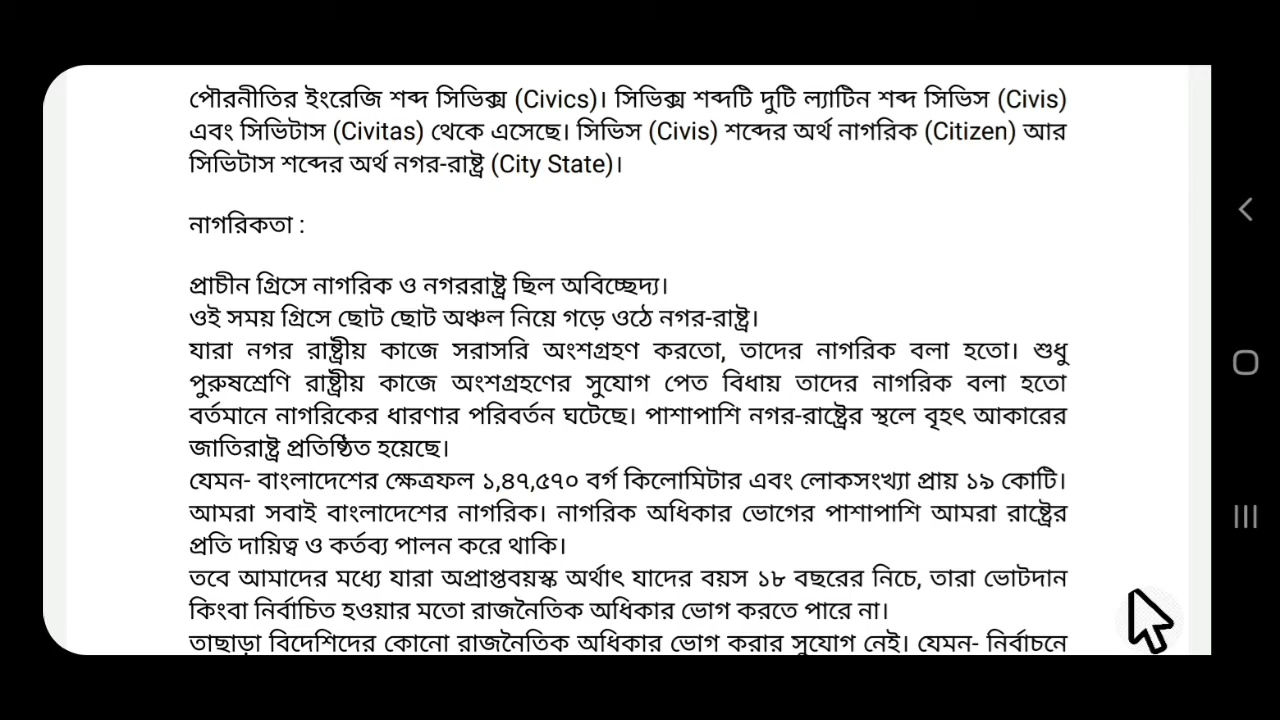 পৌরনীতির ইংরেজি শব্দ সিভিক্স (Civics)। সিভিক্স শব্দটি দুটি ল্যাটিন শব্দ সিভিস (Civis)
এবং সিভিটাস (Civitas) থেকে এসেছে। সিভিস (Civis) শব্দের অর্থ নাগরিক (Citizen) আর
সিভিটাস শব্দের অর্থ নগর-রাষ্ট্র (City State)।
নাগরিকতা :
প্রাচীন গ্রিসে নাগরিক ও নগররাষ্ট্র ছিল অবিচ্ছেদ্য।
ওই সময় গ্রিসে ছোট ছোট অঞ্চল নিয়ে গড়ে ওঠে নগর-রাষ্ট্র।
যারা নগর রাষ্ট্রীয় কাজে সরাসরি অংশগ্রহণ করতো, তাদের নাগরিক বলা হতো। শুধু
পুরুষশ্রেণি রাষ্ট্রীয় কাজে অংশগ্রহণের সুযোগ পেত বিধায় তাদের নাগরিক বলা হতো
বর্তমানে নাগরিকের ধারণার পরিবর্তন ঘটেছে। পাশাপাশি নগর-রাষ্ট্রের স্থলে বৃহৎ আকারের
জাতিরাষ্ট্র প্রতিষ্ঠিত হয়েছে।
যেমন- বাংলাদেশের ক্ষেত্রফল ১,৪৭,৫৭০ বর্গ কিলোমিটার এবং লোকসংখ্যা প্রায় ১৯ কোটি।
আমরা সবাই বাংলাদেশের নাগরিক। নাগরিক অধিকার ভোগের পাশাপাশি আমরা রাষ্ট্রের
প্রতি দায়িত্ব ও কর্তব্য পালন করে থাকি।
তবে আমাদের মধ্যে যারা অপ্রাপ্তবয়স্ক অর্থাৎ যাদের বয়স ১৮ বছরের নিচে, তারা ভোটদান
কিংবা নির্বাচিত হওয়ার মতো রাজনৈতিক অধিকার ভোগ করতে পারে না।
তাছাড়া বিদেশিদের কোনো রাজনৈতিক অধিকার ভোগ করার সুযোগ নেই। যেমন- নির্বাচনে